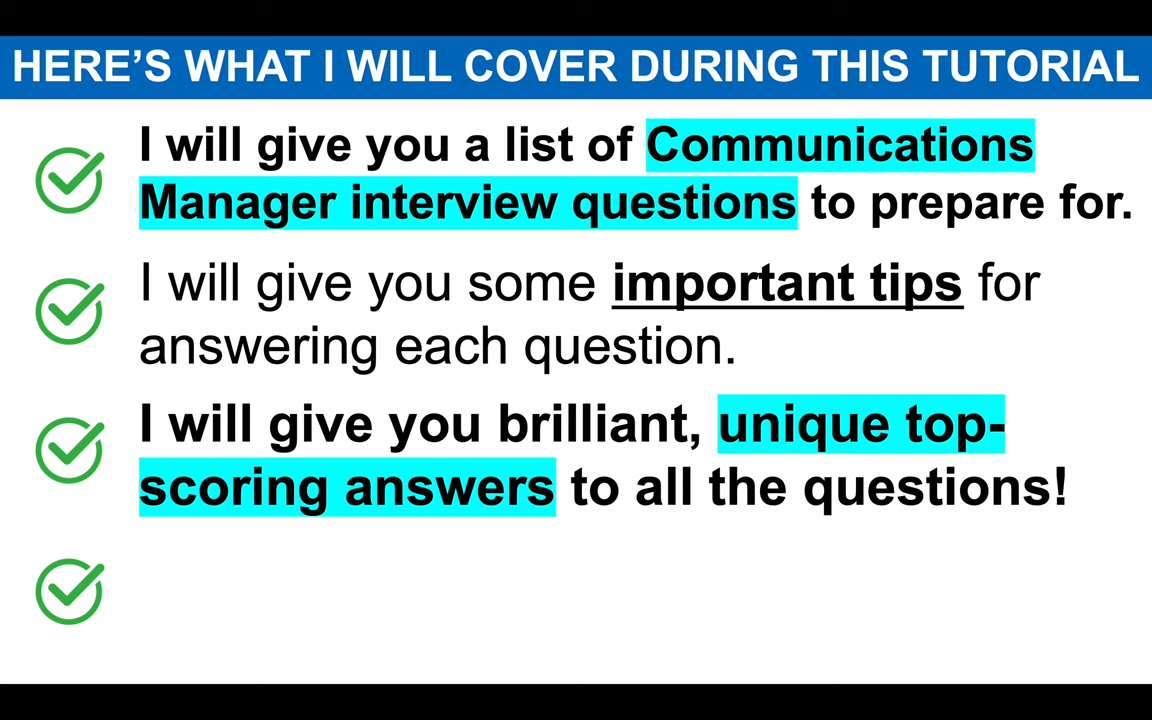 HERE’S WHAT I WILL COVER DURING THIS TUTORIAL
I will give you a list of Communications
Manager interview questions to prepare for.
I will give you some important tips for
answering each question.
I will give you brilliant, unique top-
scoring answers to all the questions!